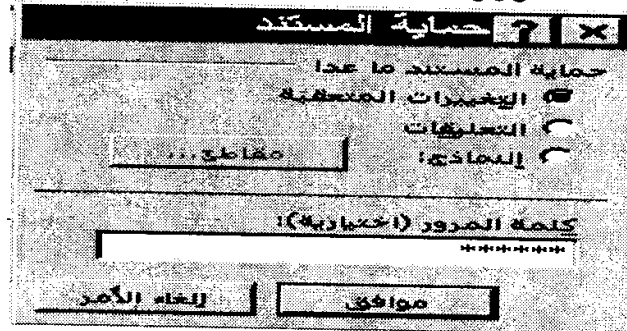 حماية المستند
حماية المستند ما عدا
التغييرات المتعقبة
التعليقات
النماذج: مقاطع...
كلمة المرور (اختيارية):
*******
موافق إلغاء الأمر